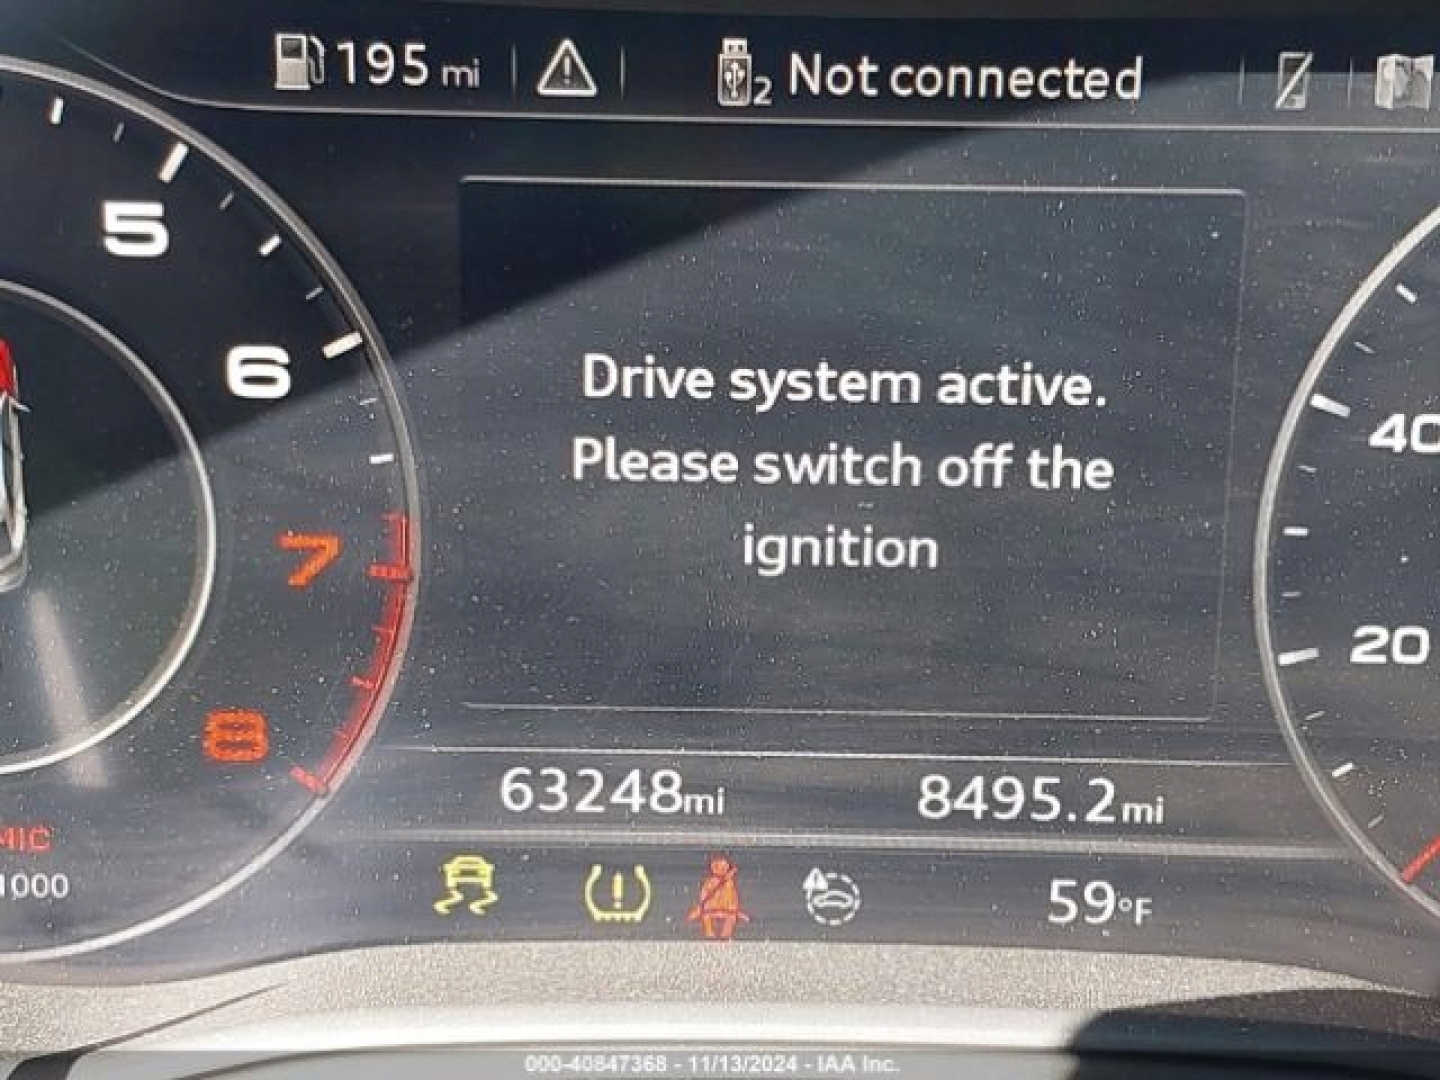 195 mi
2 Not connected
5
6
7
8
40
20
Drive system active.
Please switch off the
ignition
63248mi
8495.2mi
MIC
1000
59°F
000-40847368 - 11/13/2024 - IAA Inc.